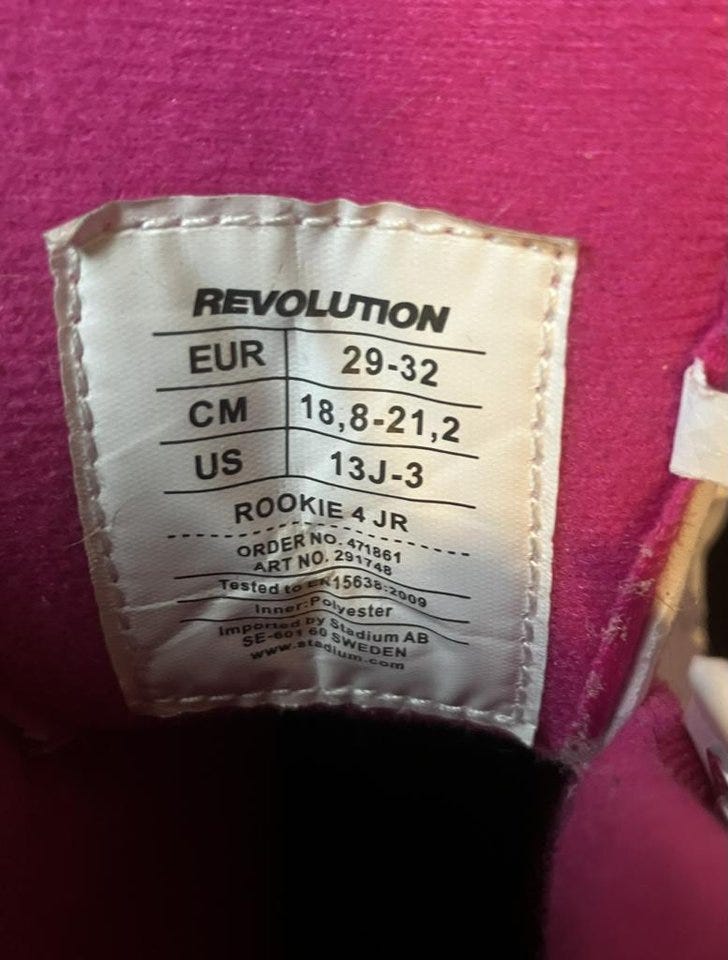 REVOLUTION
EUR 29-32
CM 18,8-21,2
US 13J-3
ROOKIE 4 JR
ORDER NO. 471861
ART NO. 291748
Tested to EN15638:2009
Inner:Polyester
Imported by Stadium AB
SE-601 60 SWEDEN
www.stadium.com